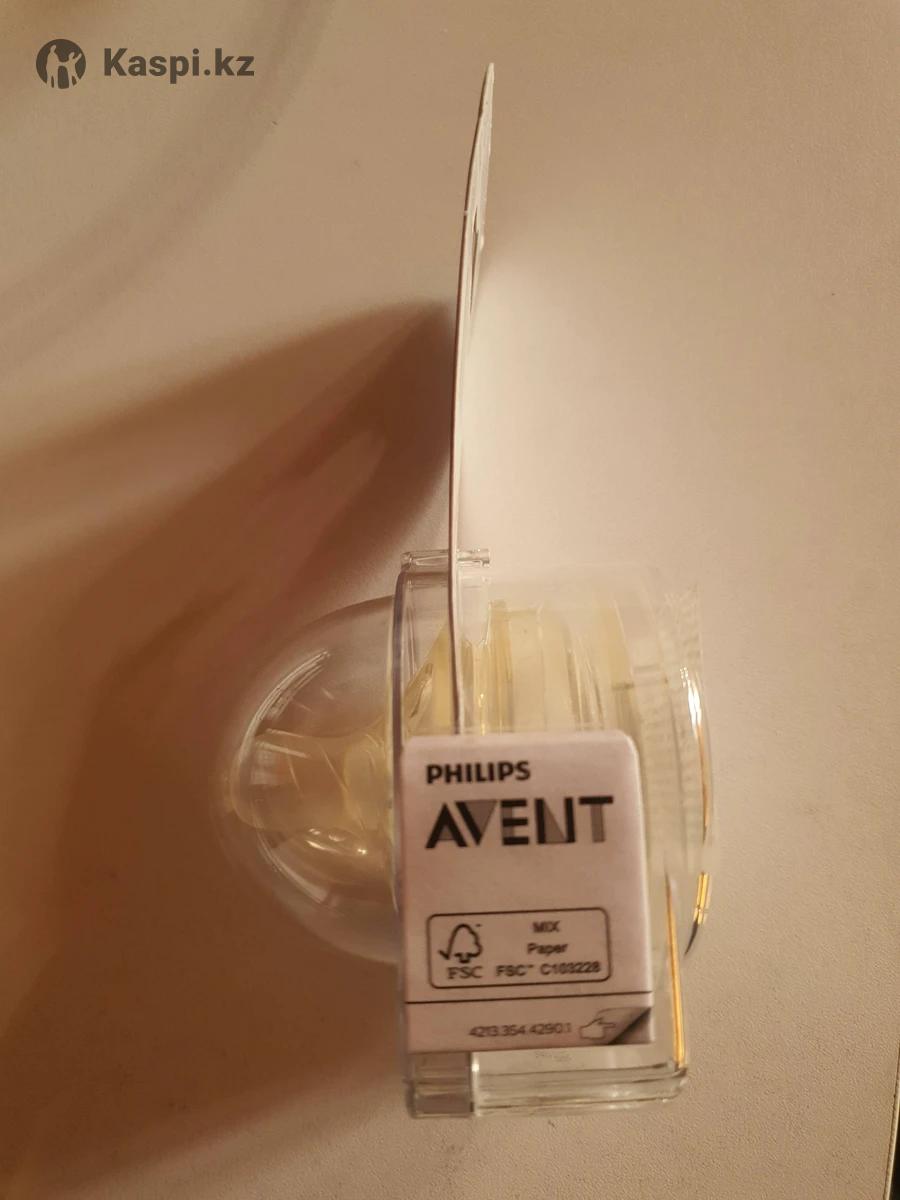 Kaspi.kz
PHILIPS
AVENT
MIX
Paper
FSC™ C103228
FSC
4213.354.4290.1